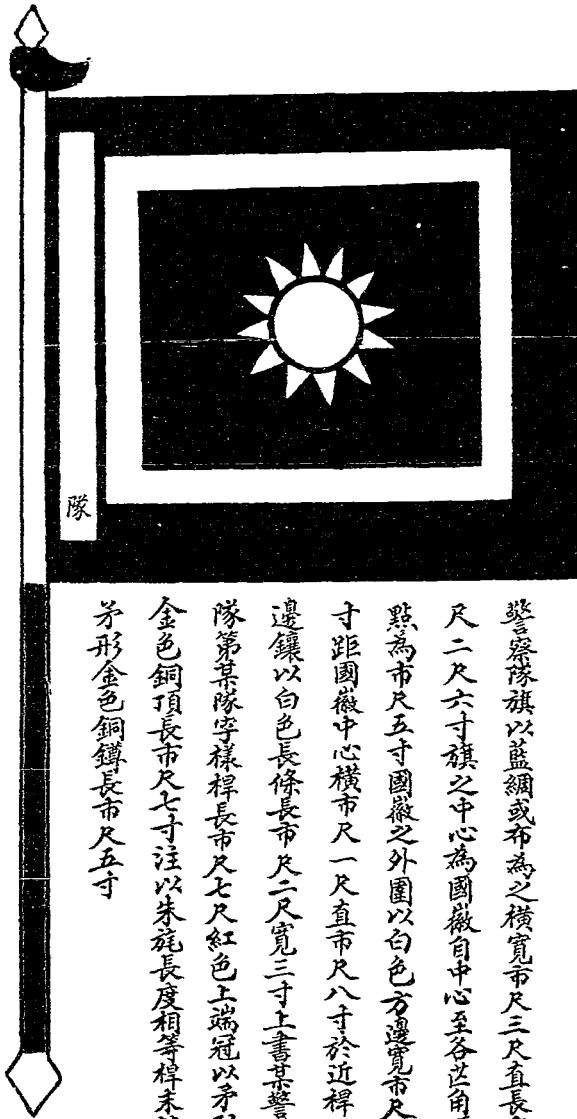 警察隊旗以藍綢或布為之橫寬市尺三尺直長
尺二尺六寸旗之中心為國徽自中心至各芒角
點為市尺五寸國徽之外圍以白色方邊寬市尺
寸距國徽中心橫市尺一尺直市尺八寸於近桿
邊鑲以白色長條長市尺二尺寬三寸上書某警
隊第某隊字樣桿長市尺七尺紅色上端冠以矛
金色銅頂長市尺七寸注以朱旄長度相等桿末
矛形金色銅鐏長市尺五寸
隊